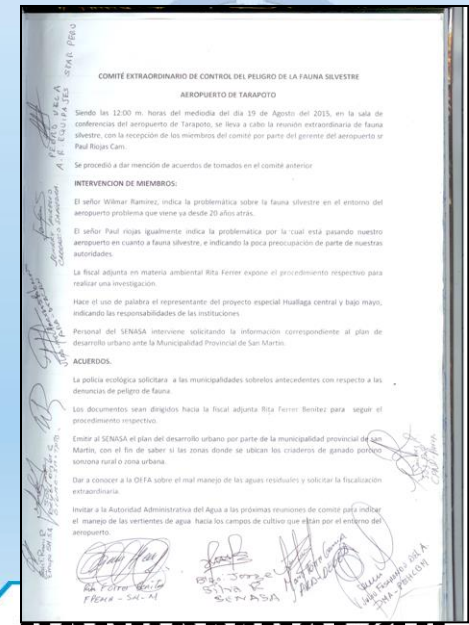 COMITÉ EXTRAORDINARIO DE CONTROL DEL PELIGRO DE LA FAUNA SILVESTRE
AEROPUERTO DE TARAPOTO
Siendo las 12:00 m. horas del mediodia del día 19 de Agosto del 2015, en la sala de
conferencias del aeropuerto de Tarapoto, se lleva a cabo la reunión extraordinaria de fauna
silvestre, con la recepción de los miembros del comité por parte del gerente del aeropuerto sr
Paul Riojas Cam.
Se procedió a dar mención de acuerdos de tomados en el comité anterior
INTERVENCION DE MIEMBROS:
El señor Wilmar Ramirez, indica la problemática sobre la fauna silvestre en el entorno del
aeropuerto problema que viene ya desde 20 años atrás.
El señor Paul riojas igualmente indica la problemática por la cual está pasando nuestro
aeropuerto en cuanto a fauna silvestre, e indicando la poca preocupación de parte de nuestras
autoridades.
La fiscal adjunta en materia ambiental Rita Ferrer expone el procedimiento respectivo para
realizar una investigación.
Hace el uso de palabra el representante del proyecto especial Huallaga central y bajo mayo,
indicando las responsabilidades de las instituciones
Personal del SENASA interviene solicitando la información correspondiente al plan de
desarrollo urbano ante la Municipalidad Provincial de San Martin.
ACUERDOS.
La policía ecológica solicitara a las municipalidades sobrelos antecedentes con respecto a las
denuncias de peligro de fauna.
Los documentos sean dirigidos hacia la fiscal adjunta Rita Ferrer Benitez para seguir el
procedimiento respectivo.
Emitir al SENASA el plan del desarrollo urbano por parte de la municipalidad provincial de san
Martin, con el fin de saber si las zonas donde se ubican los criaderos de ganado porcino
sonzona rural o zona urbana.
Dar a conocer a la OEFA sobre el mal manejo de las aguas residuales y solicitar la fiscalización
extraordinaria.
Invitar a la Autoridad Administrativa del Agua a las próximas reuniones de comité para indicar
el manejo de las vertientes de agua hacia los campos de cultivo que están por el entorno del
aeropuerto.
FPEMA - SM - M
Jorge
SENASA
PEDRO VELA
A. E. EQUIPAJES STAR PERÚ